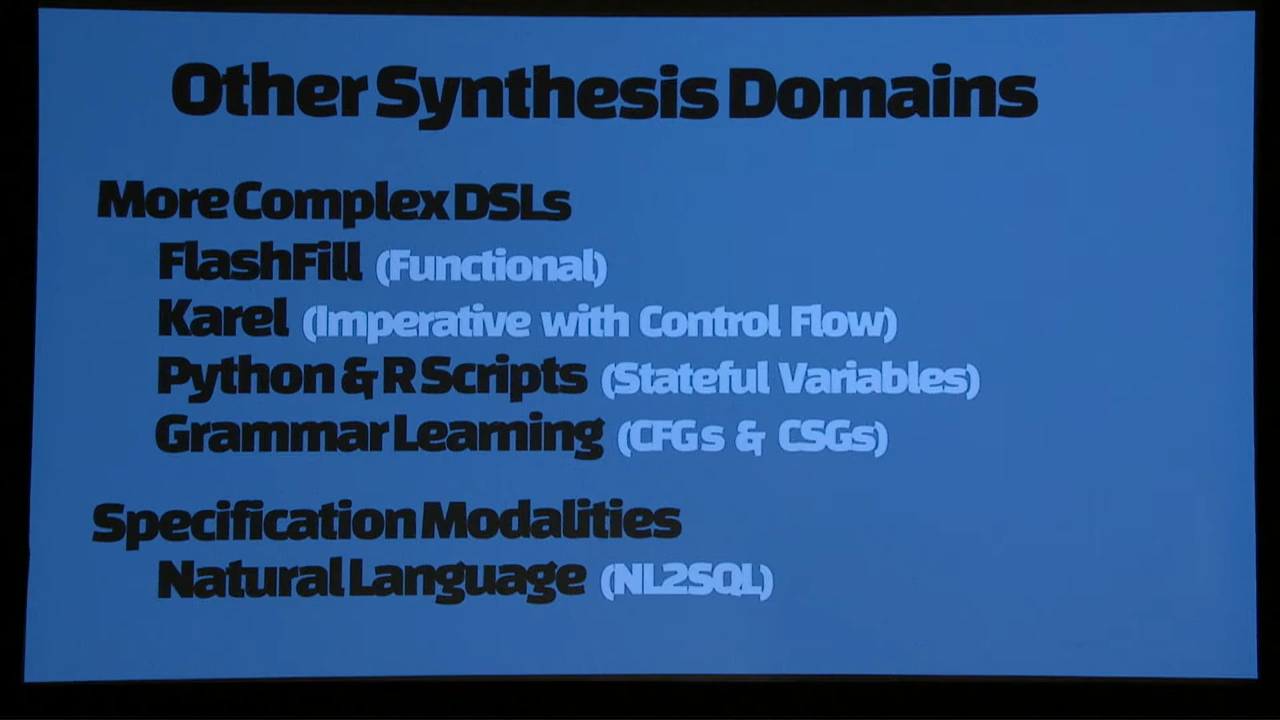 Other Synthesis Domains
More Complex DSLs
FlashFill (Functional)
Karel (Imperative with Control Flow)
Python & R Scripts (Stateful Variables)
Grammar Learning (CFGs & CSGs)
Specification Modalities
Natural Language (NL2SQL)